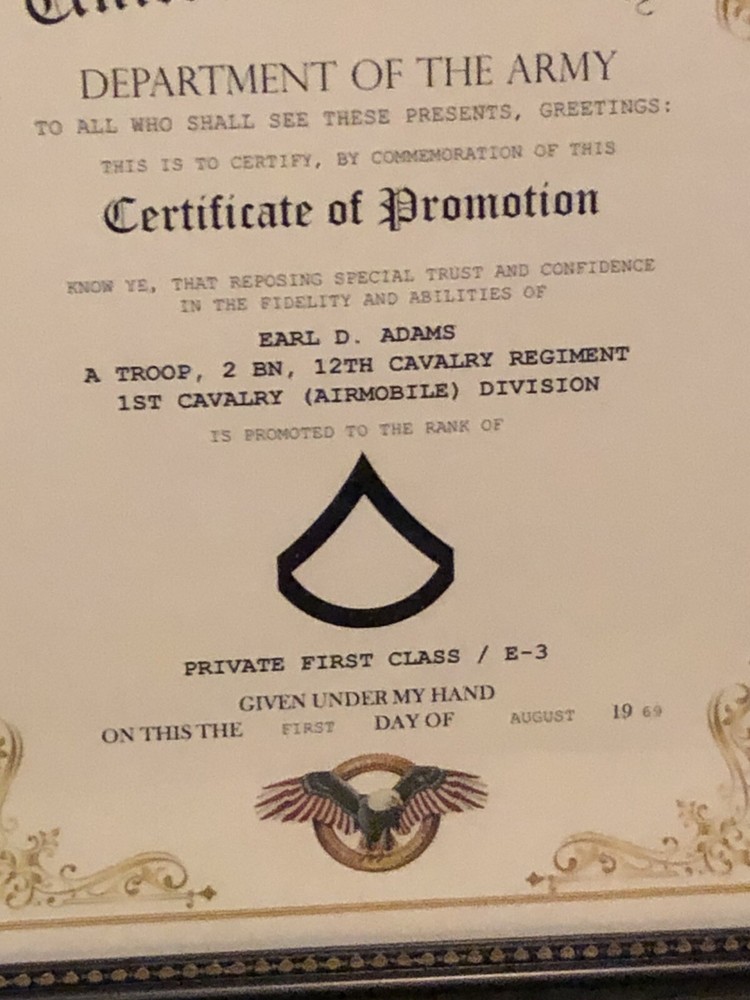 DEPARTMENT OF THE ARMY
TO ALL WHO SHALL SEE THESE PRESENTS, GREETINGS:
THIS IS TO CERTIFY, BY COMMEMORATION OF THIS
Certificate of Promotion
KNOW YE, THAT REPOSING SPECIAL TRUST AND CONFIDENCE
IN THE FIDELITY AND ABILITIES OF
EARL D. ADAMS
A TROOP, 2 BN, 12TH CAVALRY REGIMENT
1ST CAVALRY (AIRMOBILE) DIVISION
IS PROMOTED TO THE RANK OF
PRIVATE FIRST CLASS / E-3
GIVEN UNDER MY HAND
ON THIS THE FIRST DAY OF AUGUST 19 69